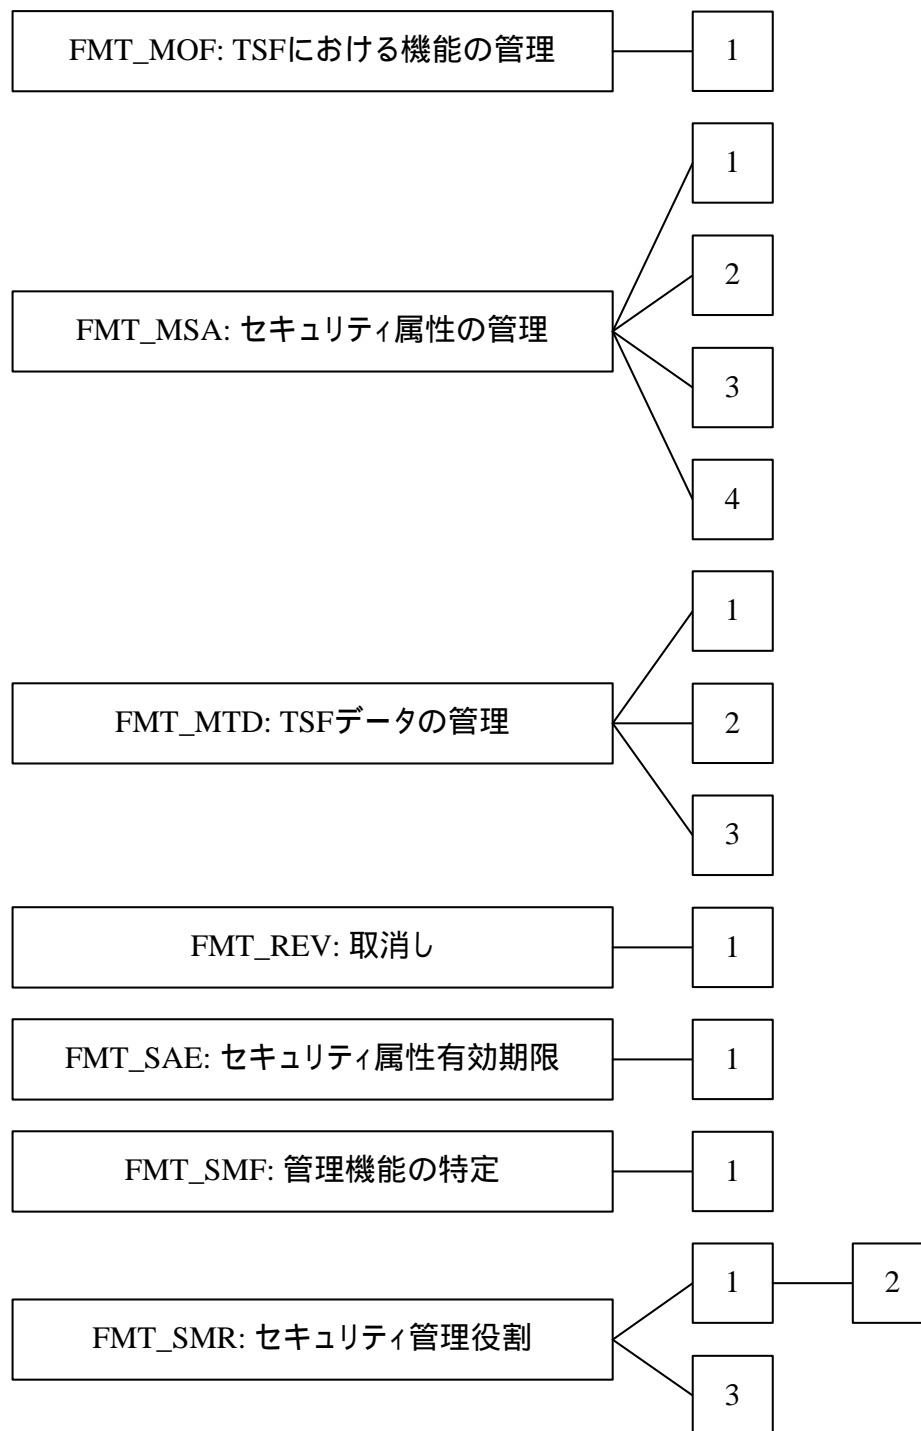 FMT_MOF: TSFにおける機能の管理 1
1
2
FMT_MSA: セキュリティ属性の管理
3
4
1
FMT_MTD: TSFデータの管理 2
3
FMT_REV: 取消し 1
FMT_SAE: セキュリティ属性有効期限 1
FMT_SMF: 管理機能の特定 1
1 2
FMT_SMR: セキュリティ管理役割
3